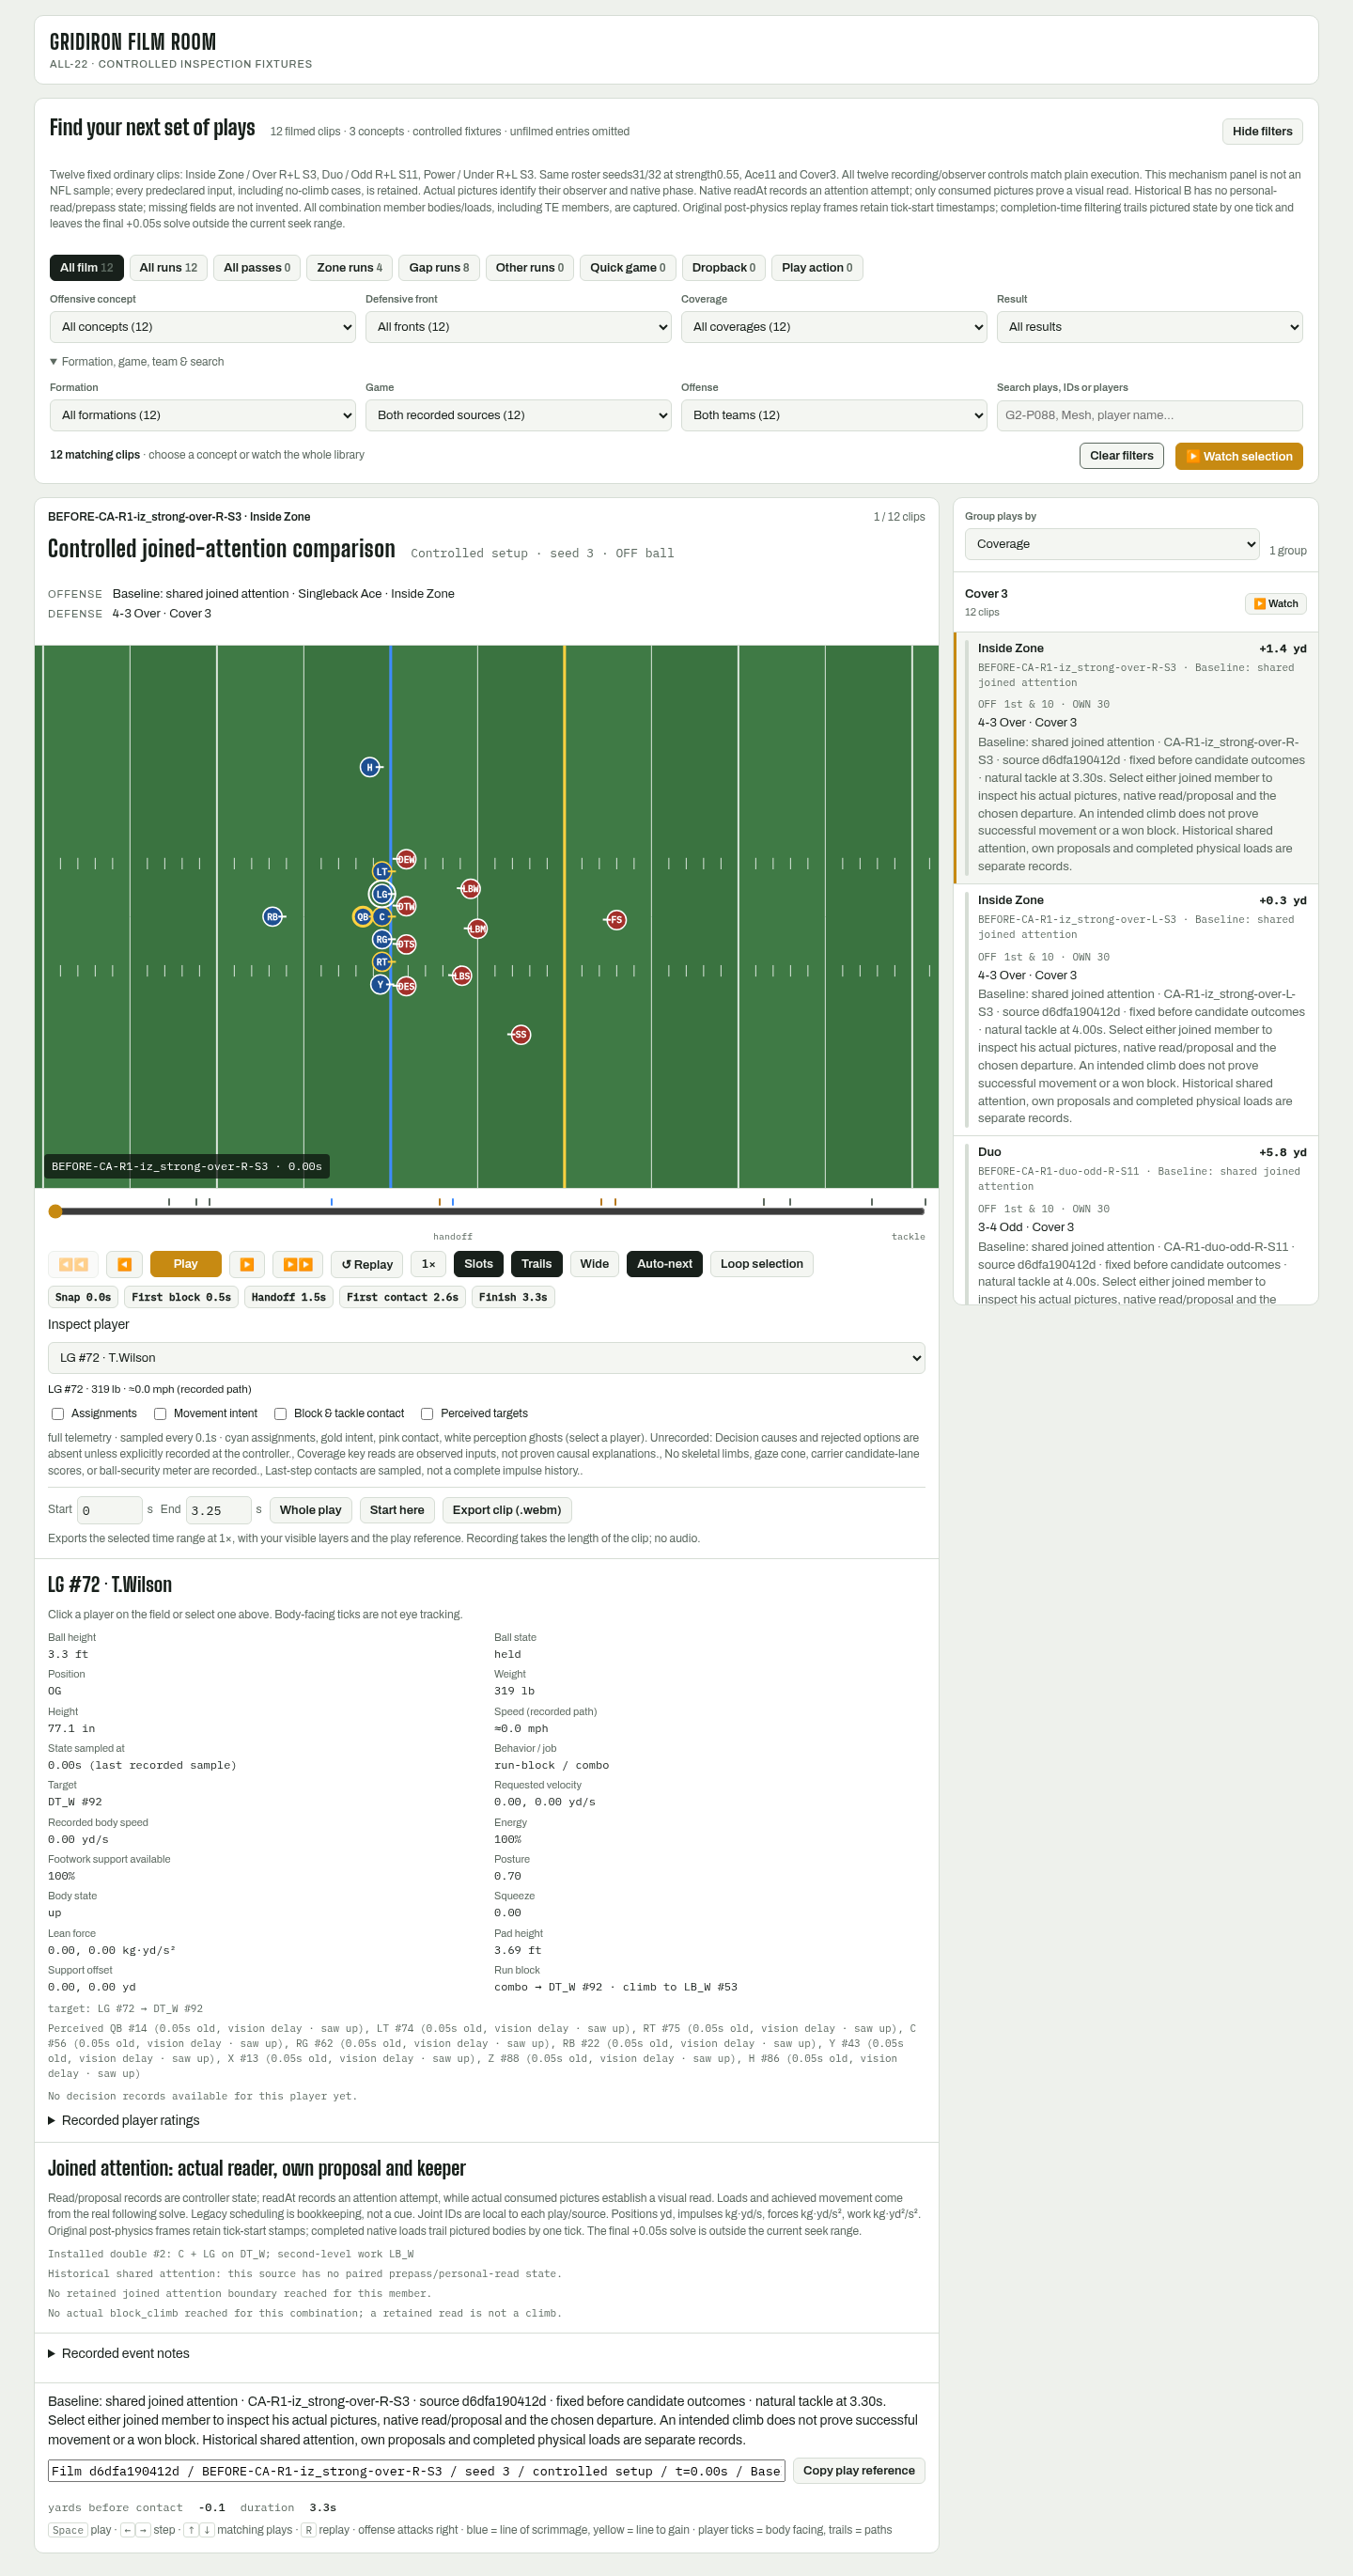 GRIDIRON FILM ROOM
ALL-22 · CONTROLLED INSPECTION FIXTURES
Find your next set of plays 12 filmed clips · 3 concepts · controlled fixtures · unfilmed entries omitted
Hide filters
Twelve fixed ordinary clips: Inside Zone / Over R+L S3, Duo / Odd R+L S11, Power / Under R+L S3. Same roster seeds31/32 at strength0.55, Ace11 and Cover3. All twelve recording/observer controls match plain execution. This mechanism panel is not an
NFL sample; every predeclared input, including no-climb cases, is retained. Actual pictures identify their observer and native phase. Native readAt records an attention attempt; only consumed pictures prove a visual read. Historical B has no personal-
read/prepass state; missing fields are not invented. All combination member bodies/loads, including TE members, are captured. Original post-physics replay frames retain tick-start timestamps; completion-time filtering trails pictured state by one tick and
leaves the final +0.05s solve outside the current seek range.
All film 12 All runs 12 All passes 0 Zone runs 4 Gap runs 8 Other runs 0 Quick game 0 Dropback 0 Play action 0
Offensive concept Defensive front Coverage Result
All concepts (12) All fronts (12) All coverages (12) All results
▼ Formation, game, team & search
Formation Game Offense Search plays, IDs or players
All formations (12) Both recorded sources (12) Both teams (12) G2-P088, Mesh, player name...
12 matching clips · choose a concept or watch the whole library
Clear filters ▶ Watch selection
BEFORE-CA-R1-iz_strong-over-R-S3 · Inside Zone 1 / 12 clips
Controlled joined-attention comparison Controlled setup · seed 3 · OFF ball
OFFENSE Baseline: shared joined attention · Singleback Ace · Inside Zone
DEFENSE 4-3 Over · Cover 3
H
DEW
LT
LBW
LG
DTW
RB QB C FS
LBM
RG DTS
RT
LBS
Y DES
SS
BEFORE-CA-R1-iz_strong-over-R-S3 · 0.00s
handoff tackle
◀◀ ◀ Play ▶ ▶▶ ↺ Replay 1× Slots Trails Wide Auto-next Loop selection
Snap 0.0s First block 0.5s Handoff 1.5s First contact 2.6s Finish 3.3s
Inspect player
LG #72 · T.Wilson
LG #72 · 319 lb · ≈0.0 mph (recorded path)
Assignments Movement intent Block & tackle contact Perceived targets
full telemetry · sampled every 0.1s · cyan assignments, gold intent, pink contact, white perception ghosts (select a player). Unrecorded: Decision causes and rejected options are
absent unless explicitly recorded at the controller., Coverage key reads are observed inputs, not proven causal explanations., No skeletal limbs, gaze cone, carrier candidate-lane
scores, or ball-security meter are recorded., Last-step contacts are sampled, not a complete impulse history..
Start 0 s End 3.25 s Whole play Start here Export clip (.webm)
Exports the selected time range at 1×, with your visible layers and the play reference. Recording takes the length of the clip; no audio.
LG #72 · T.Wilson
Click a player on the field or select one above. Body-facing ticks are not eye tracking.
Ball height Ball state
3.3 ft held
Position Weight
OG 319 lb
Height Speed (recorded path)
77.1 in ≈0.0 mph
State sampled at Behavior / job
0.00s (last recorded sample) run-block / combo
Target Requested velocity
DT_W #92 0.00, 0.00 yd/s
Recorded body speed Energy
0.00 yd/s 100%
Footwork support available Posture
100% 0.70
Body state Squeeze
up 0.00
Lean force Pad height
0.00, 0.00 kg·yd/s² 3.69 ft
Support offset Run block
0.00, 0.00 yd combo → DT_W #92 · climb to LB_W #53
target: LG #72 → DT_W #92
Perceived QB #14 (0.05s old, vision delay · saw up), LT #74 (0.05s old, vision delay · saw up), RT #75 (0.05s old, vision delay · saw up), C
#56 (0.05s old, vision delay · saw up), RG #62 (0.05s old, vision delay · saw up), RB #22 (0.05s old, vision delay · saw up), Y #43 (0.05s
old, vision delay · saw up), X #13 (0.05s old, vision delay · saw up), Z #88 (0.05s old, vision delay · saw up), H #86 (0.05s old, vision
delay · saw up)
No decision records available for this player yet.
▶ Recorded player ratings
Joined attention: actual reader, own proposal and keeper
Read/proposal records are controller state; readAt records an attention attempt, while actual consumed pictures establish a visual read. Loads and achieved movement come
from the real following solve. Legacy scheduling is bookkeeping, not a cue. Joint IDs are local to each play/source. Positions yd, impulses kg·yd/s, forces kg·yd/s², work kg·yd²/s².
Original post-physics frames retain tick-start stamps; completed native loads trail pictured bodies by one tick. The final +0.05s solve is outside the current seek range.
Installed double #2: C + LG on DT_W; second-level work LB_W
Historical shared attention: this source has no paired prepass/personal-read state.
No retained joined attention boundary reached for this member.
No actual block_climb reached for this combination; a retained read is not a climb.
▶ Recorded event notes
Baseline: shared joined attention · CA-R1-iz_strong-over-R-S3 · source d6dfa190412d · fixed before candidate outcomes · natural tackle at 3.30s.
Select either joined member to inspect his actual pictures, native read/proposal and the chosen departure. An intended climb does not prove successful
movement or a won block. Historical shared attention, own proposals and completed physical loads are separate records.
Film d6dfa190412d / BEFORE-CA-R1-iz_strong-over-R-S3 / seed 3 / controlled setup / t=0.00s / Base
Copy play reference
yards before contact -0.1 duration 3.3s
Space play · ← → step · ↑ ↓ matching plays · R replay · offense attacks right · blue = line of scrimmage, yellow = line to gain · player ticks = body facing, trails = paths
Group plays by
Coverage 1 group
Cover 3
12 clips
▶ Watch
Inside Zone +1.4 yd
BEFORE-CA-R1-iz_strong-over-R-S3 · Baseline: shared
joined attention
OFF 1st & 10 · OWN 30
4-3 Over · Cover 3
Baseline: shared joined attention · CA-R1-iz_strong-over-R-
S3 · source d6dfa190412d · fixed before candidate outcomes
· natural tackle at 3.30s. Select either joined member to
inspect his actual pictures, native read/proposal and the
chosen departure. An intended climb does not prove
successful movement or a won block. Historical shared
attention, own proposals and completed physical loads are
separate records.
Inside Zone +0.3 yd
BEFORE-CA-R1-iz_strong-over-L-S3 · Baseline: shared
joined attention
OFF 1st & 10 · OWN 30
4-3 Over · Cover 3
Baseline: shared joined attention · CA-R1-iz_strong-over-L-
S3 · source d6dfa190412d · fixed before candidate outcomes
· natural tackle at 4.00s. Select either joined member to
inspect his actual pictures, native read/proposal and the
chosen departure. An intended climb does not prove
successful movement or a won block. Historical shared
attention, own proposals and completed physical loads are
separate records.
Duo +5.8 yd
BEFORE-CA-R1-duo-odd-R-S11 · Baseline: shared joined
attention
OFF 1st & 10 · OWN 30
3-4 Odd · Cover 3
Baseline: shared joined attention · CA-R1-duo-odd-R-S11 ·
source d6dfa190412d · fixed before candidate outcomes ·
natural tackle at 4.00s. Select either joined member to
inspect his actual pictures, native read/proposal and the